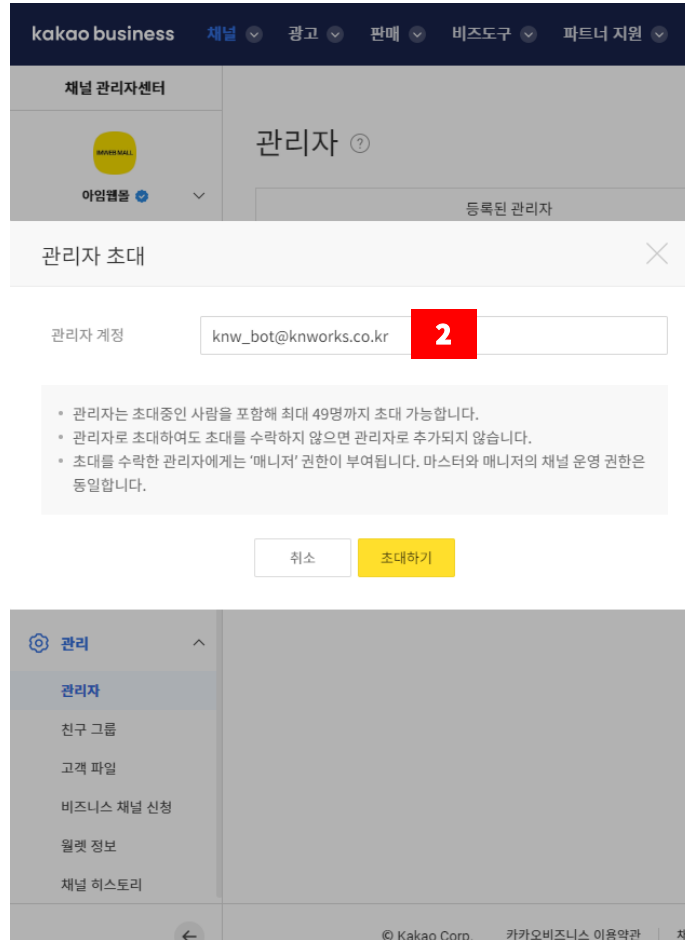 kakao business 채널 광고 판매 비즈도구 파트너 지원
채널 관리자센터
IMWEB MALL
아임웹몰
관리자 ?
등록된 관리자
관리자 초대
관리자 계정 knw_bot@knworks.co.kr 2
• 관리자는 초대중인 사람을 포함해 최대 49명까지 초대 가능합니다.
• 관리자로 초대하여도 초대를 수락하지 않으면 관리자로 추가되지 않습니다.
• 초대를 수락한 관리자에게는 ‘매니저’ 권한이 부여됩니다. 마스터와 매니저의 채널 운영 권한은
동일합니다.
취소 초대하기
관리
관리자
친구 그룹
고객 파일
비즈니스 채널 신청
월렛 정보
채널 히스토리
© Kakao Corp. 카카오비즈니스 이용약관